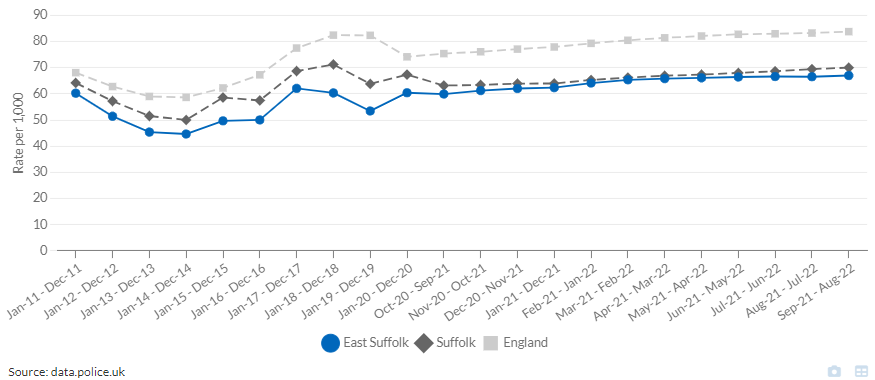 90
80
70
60
50
40
30
20
10
0
Rate per 1,000
Jan-11 - Dec-11
Jan-12 - Dec-12
Jan-13 - Dec-13
Jan-14 - Dec-14
Jan-15 - Dec-15
Jan-16 - Dec-16
Jan-17 - Dec-17
Jan-18 - Dec-18
Jan-19 - Dec-19
Jan-20 - Dec-20
Oct-20 - Sep-21
Nov-20 - Oct-21
Dec-20 - Nov-21
Jan-21 - Dec-21
Feb-21 - Jan-22
Mar-21 - Feb-22
Apr-21 - Mar-22
May-21 - Apr-22
Jun-21 - May-22
Jul-21 - Jun-22
Aug-21 - Jul-22
Sep-21 - Aug-22
East Suffolk Suffolk England
Source: data.police.uk